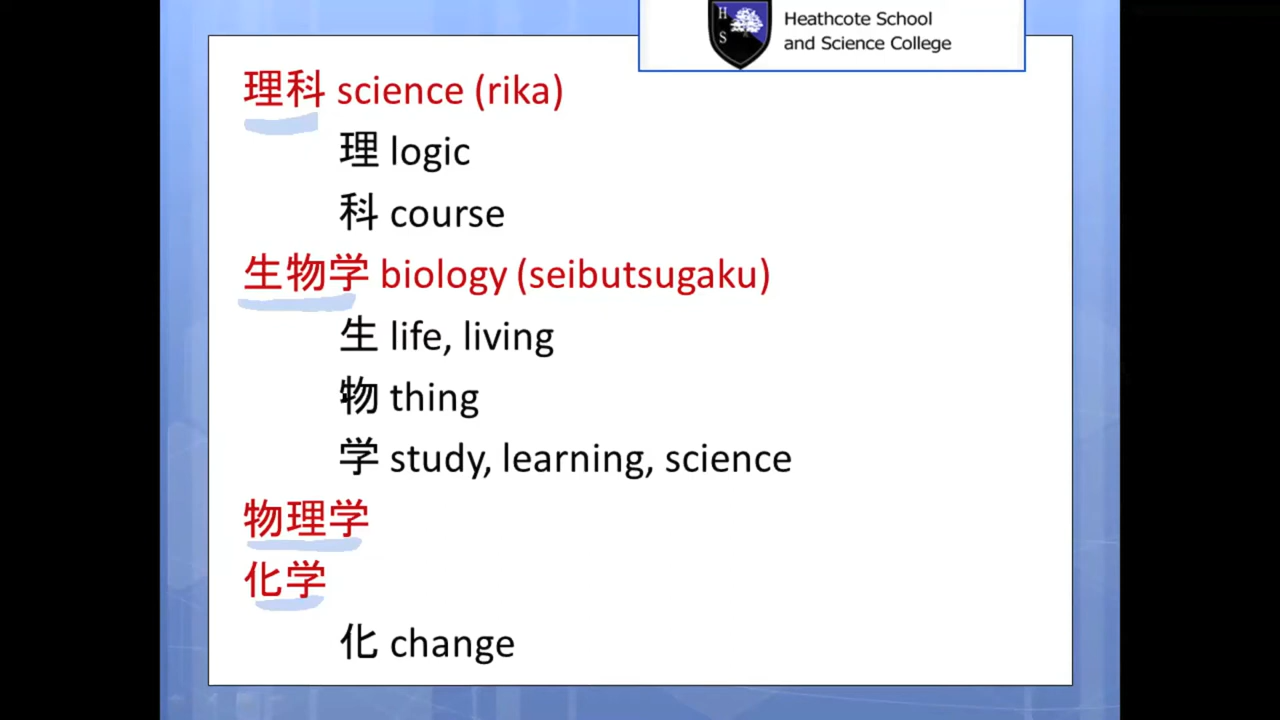 H
S
Heathcote School
and Science College
理科 science (rika)
理 logic
科 course
生物学 biology (seibutsugaku)
生 life, living
物 thing
学 study, learning, science
物理学
化学
化 change